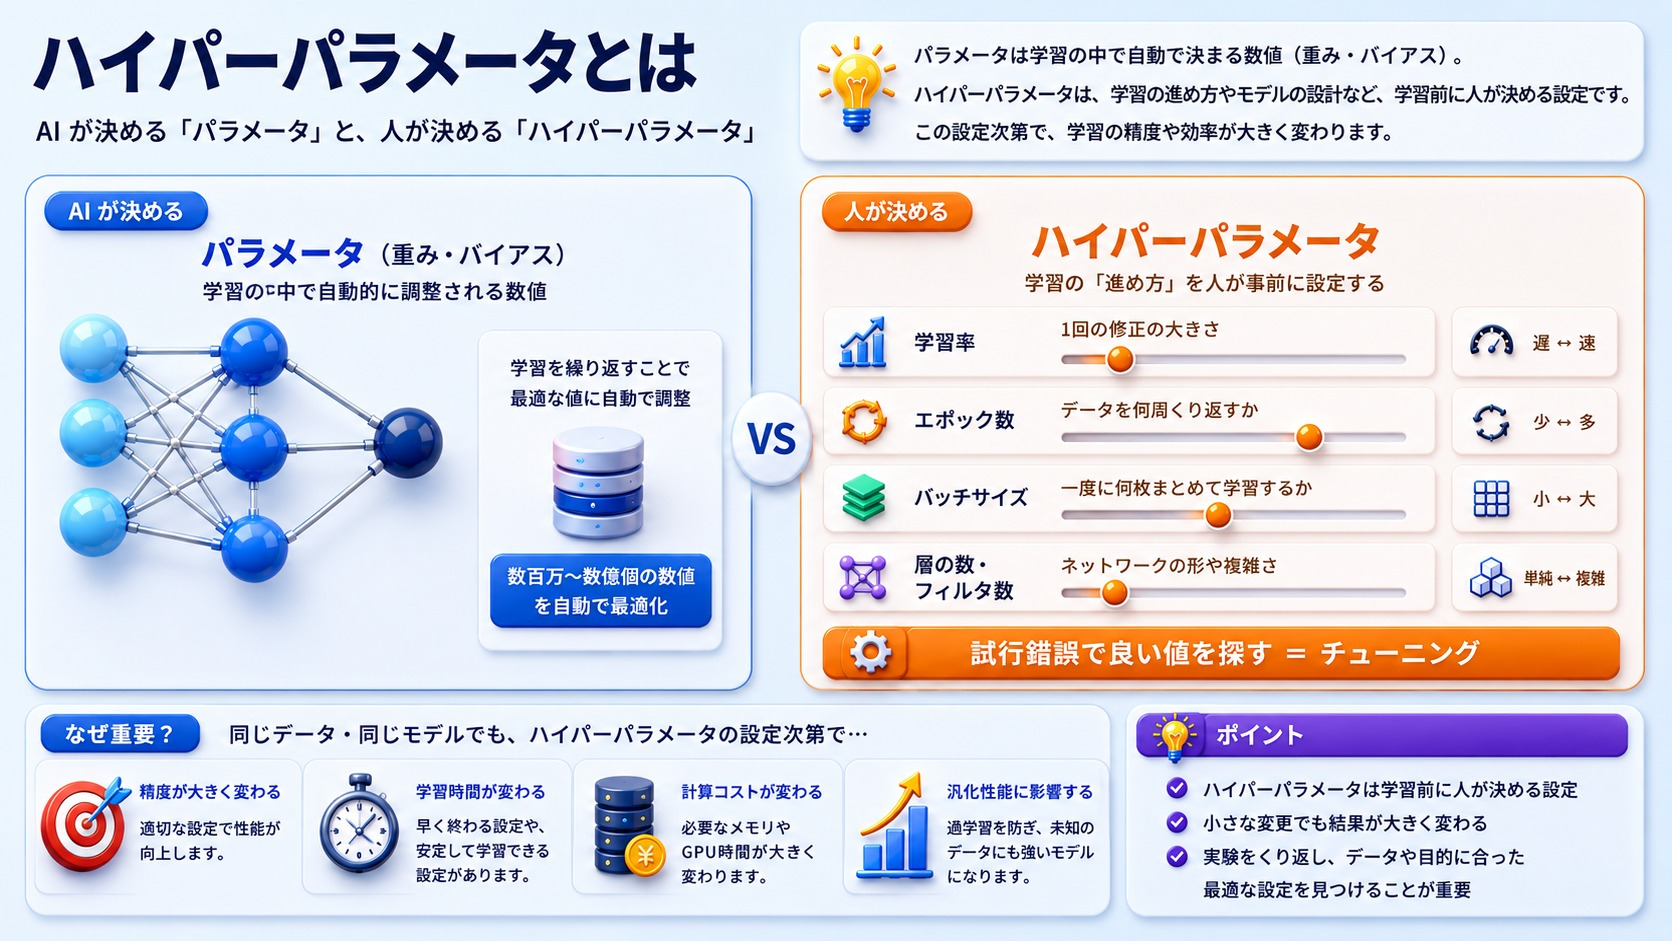 ハイパーパラメータとは
AI が決める「パラメータ」と、人が決める「ハイパーパラメータ」
パラメータは学習の中で自動で決まる数値（重み・バイアス）。
ハイパーパラメータは、学習の進め方やモデルの設計など、学習前に人が決める設定です。
この設定次第で、学習の精度や効率が大きく変わります。
AI が決める
パラメータ（重み・バイアス）
学習の中で自動的に調整される数値
学習を繰り返すことで
最適な値に自動で調整
数百万～数億個の数値
を自動で最適化
VS
人が決める
ハイパーパラメータ
学習の「進め方」を人が事前に設定する
学習率
1回の修正の大きさ
遅 ↔ 速
エポック数
データを何周くり返すか
少 ↔ 多
バッチサイズ
一度に何枚まとめて学習するか
小 ↔ 大
層の数・
フィルタ数
ネットワークの形や複雑さ
単純 ↔ 複雑
試行錯誤で良い値を探す ＝ チューニング
なぜ重要？
同じデータ・同じモデルでも、ハイパーパラメータの設定次第で…
精度が大きく変わる
適切な設定で性能が
向上します。
学習時間が変わる
早く終わる設定や、
安定して学習できる
設定があります。
計算コストが変わる
必要なメモリや
GPU時間が大きく
変わります。
¥
汎化性能に影響する
過学習を防ぎ、未知の
データにも強いモデル
になります。
ポイント
ハイパーパラメータは学習前に人が決める設定
小さな変更でも結果が大きく変わる
実験をくり返し、データや目的に合った
最適な設定を見つけることが重要